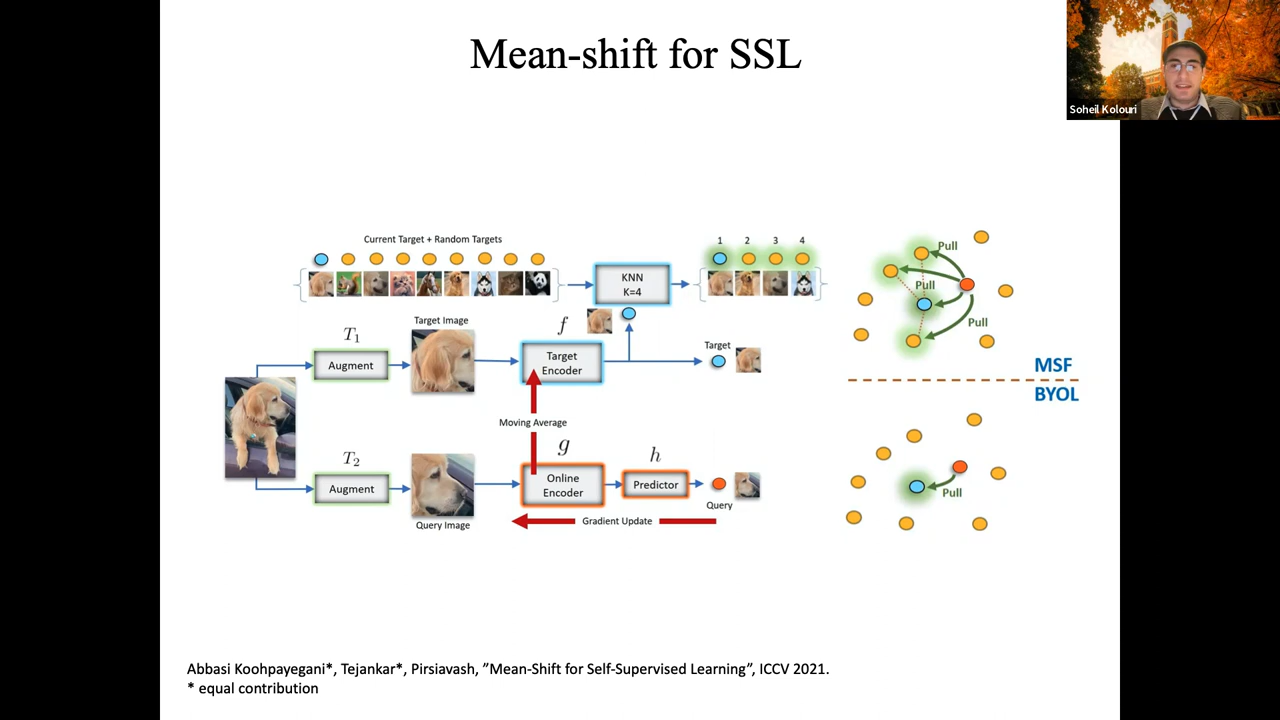 Mean-shift for SSL
Soheil Kolouri
Current Target + Random Targets
1 2 3 4
KNN
K=4
Target Image
T1
Augment
f
Target
Encoder
Target
Moving Average
T2
Augment
Query Image
g
Online
Encoder
h
Predictor
Query
Gradient Update
Pull
Pull
Pull
MSF
BYOL
Pull
Abbasi Koohpayegani*, Tejankar*, Pirsiavash, ”Mean-Shift for Self-Supervised Learning”, ICCV 2021.
* equal contribution